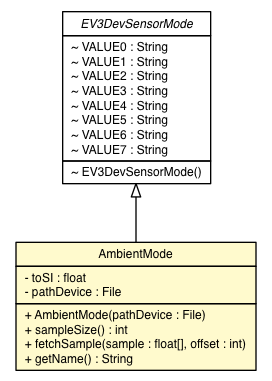 EV3DevSensorMode
~ VALUE0 : String
~ VALUE1 : String
~ VALUE2 : String
~ VALUE3 : String
~ VALUE4 : String
~ VALUE5 : String
~ VALUE6 : String
~ VALUE7 : String
~ EV3DevSensorMode()
AmbientMode
- toSI : float
- pathDevice : File
+ AmbientMode(pathDevice : File)
+ sampleSize() : int
+ fetchSample(sample : float[], offset : int)
+ getName() : String